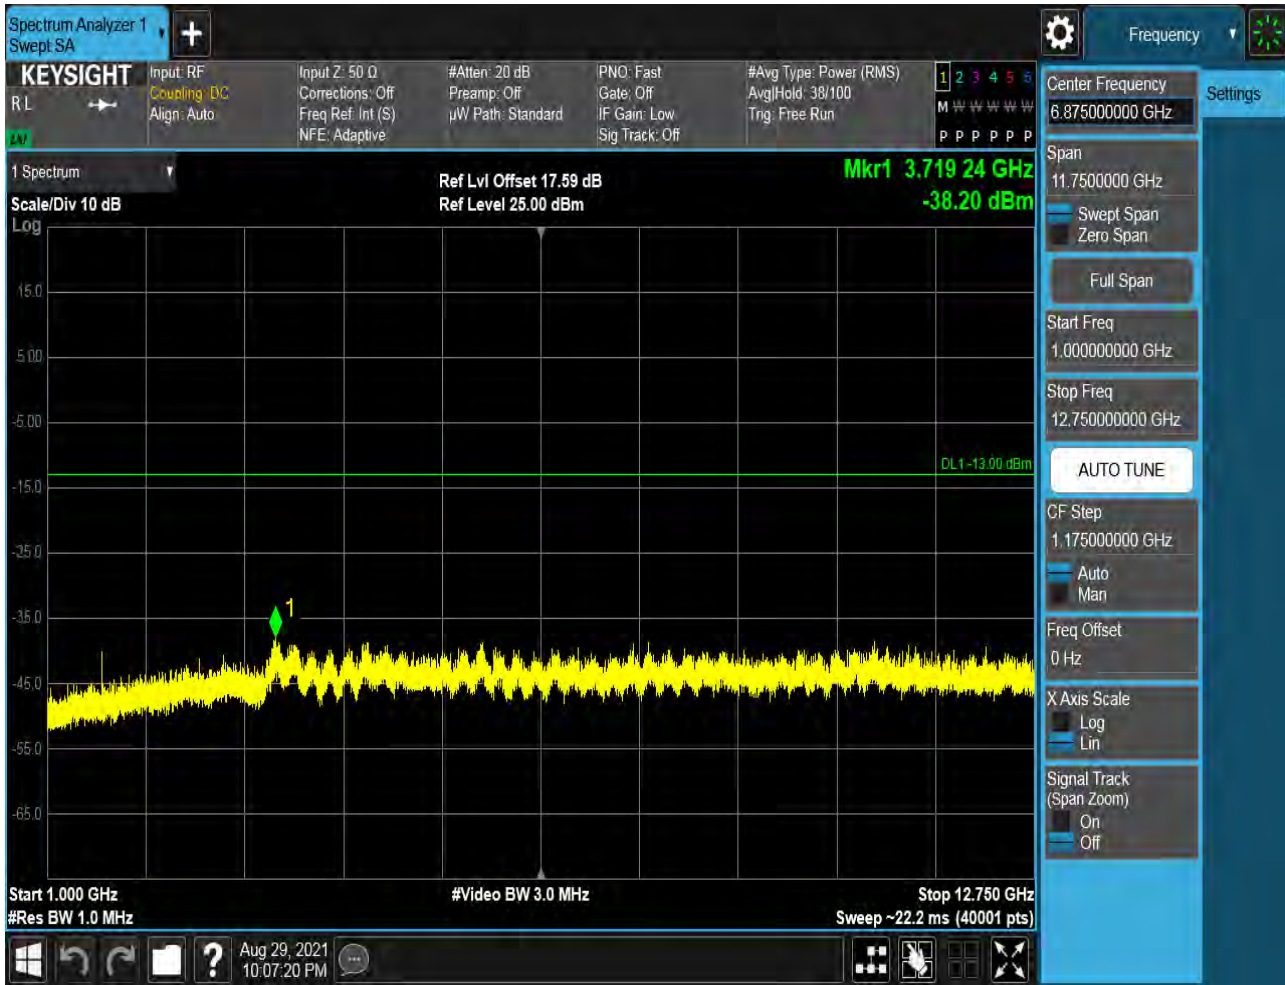 Spectrum Analyzer 1
Swept SA
Frequency
KEYSIGHT
R L
LNI
Input: RF
Coupling: DC
Align: Auto
Input Z: 50 Ω
Corrections: Off
Freq Ref: Int (S)
NFE: Adaptive
#Atten: 20 dB
Preamp: Off
µW Path: Standard
PNO: Fast
Gate: Off
IF Gain: Low
Sig Track: Off
#Avg Type: Power (RMS)
Avg|Hold: 38/100
Trig: Free Run
1 2 3 4 5 6
M W W W W W
P P P P P P
1 Spectrum
Scale/Div 10 dB
Log
Ref Lvl Offset 17.59 dB
Ref Level 25.00 dBm
Mkr1 3.719 24 GHz
-38.20 dBm
15.0
5.00
-5.00
DL1 -13.00 dBm
-15.0
-25.0
-35.0
1
-45.0
-55.0
-65.0
Start 1.000 GHz
#Video BW 3.0 MHz
Stop 12.750 GHz
#Res BW 1.0 MHz
Sweep ~22.2 ms (40001 pts)
Center Frequency
6.875000000 GHz
Settings
Span
11.7500000 GHz
Swept Span
Zero Span
Full Span
Start Freq
1.000000000 GHz
Stop Freq
12.750000000 GHz
AUTO TUNE
CF Step
1.175000000 GHz
Auto
Man
Freq Offset
0 Hz
X Axis Scale
Log
Lin
Signal Track
(Span Zoom)
On
Off
?
Aug 29, 2021
10:07:20 PM